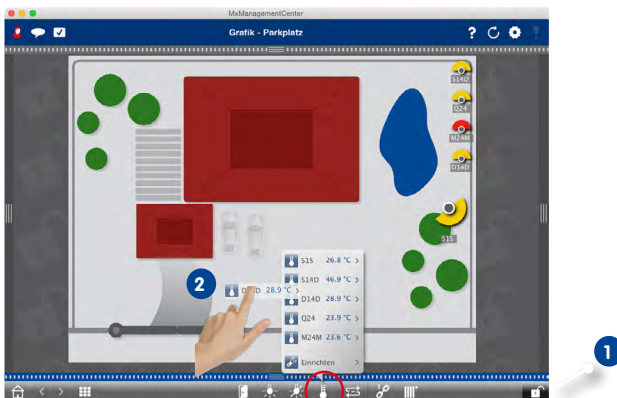 MxManagementCenter
Grafik - Parkplatz
?
S14D
Q24
M24M
D14D
S15
S15 26.8 °C >
S14D 46.9 °C >
2
D14D 28.9 °C >
D14D 28.9 °C >
Q24 23.9 °C >
M24M 23.6 °C >
Einrichten >
1